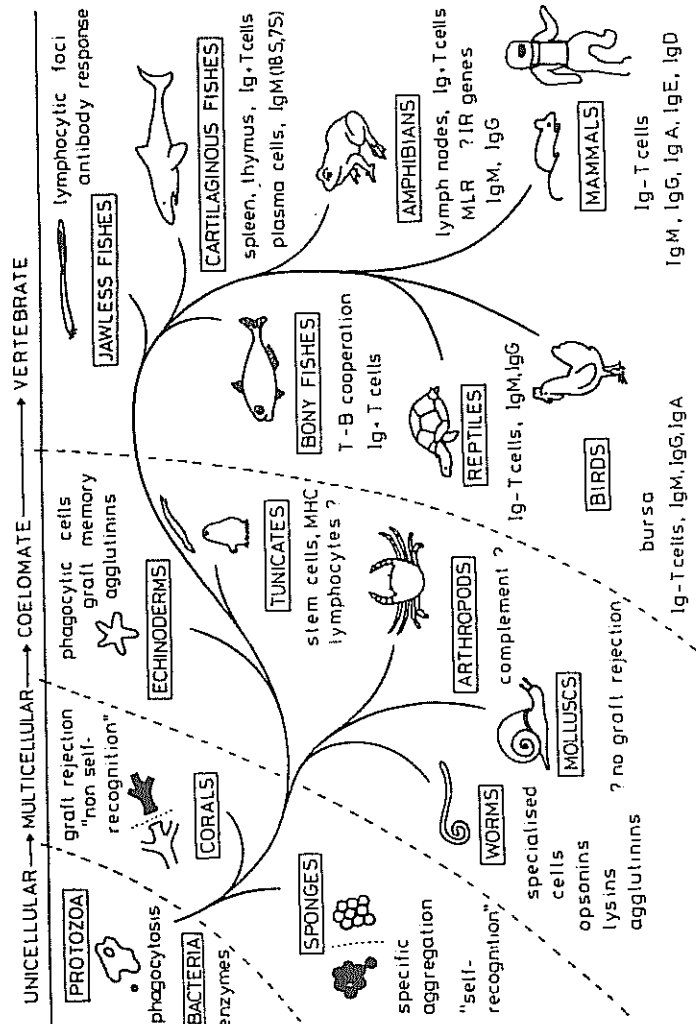 UNICELLULAR → MULTICELLULAR → COELOMATE → VERTEBRATE
PROTOZOA
phagocytosis
BACTERIA
enzymes
SPONGES
specific
aggregation
"self-
recognition"
graft rejection
"non self-
recognition"
CORALS
WORMS
specialised
cells
opsonins
lysins
agglutinins
MOLLUSCS
? no graft rejection
ARTHROPODS
complement ?
phagocytic cells
graft memory
agglutinins
ECHINODERMS
TUNICATES
stem cells, MHC
lymphocytes ?
lymphocytic foci
antibody response
JAWLESS FISHES
CARTILAGINOUS FISHES
spleen, thymus, Ig+T cells
plasma cells, IgM (18S,7S)
BONY FISHES
T-B cooperation
Ig+T cells
AMPHIBIANS
lymph nodes, Ig+T cells
MLR ?IR genes
IgM, IgG
REPTILES
Ig-T cells, IgM,IgG
BIRDS
bursa
Ig-T cells, IgM,IgG,IgA
MAMMALS
Ig-T cells
IgM, IgG, IgA, IgE, IgD